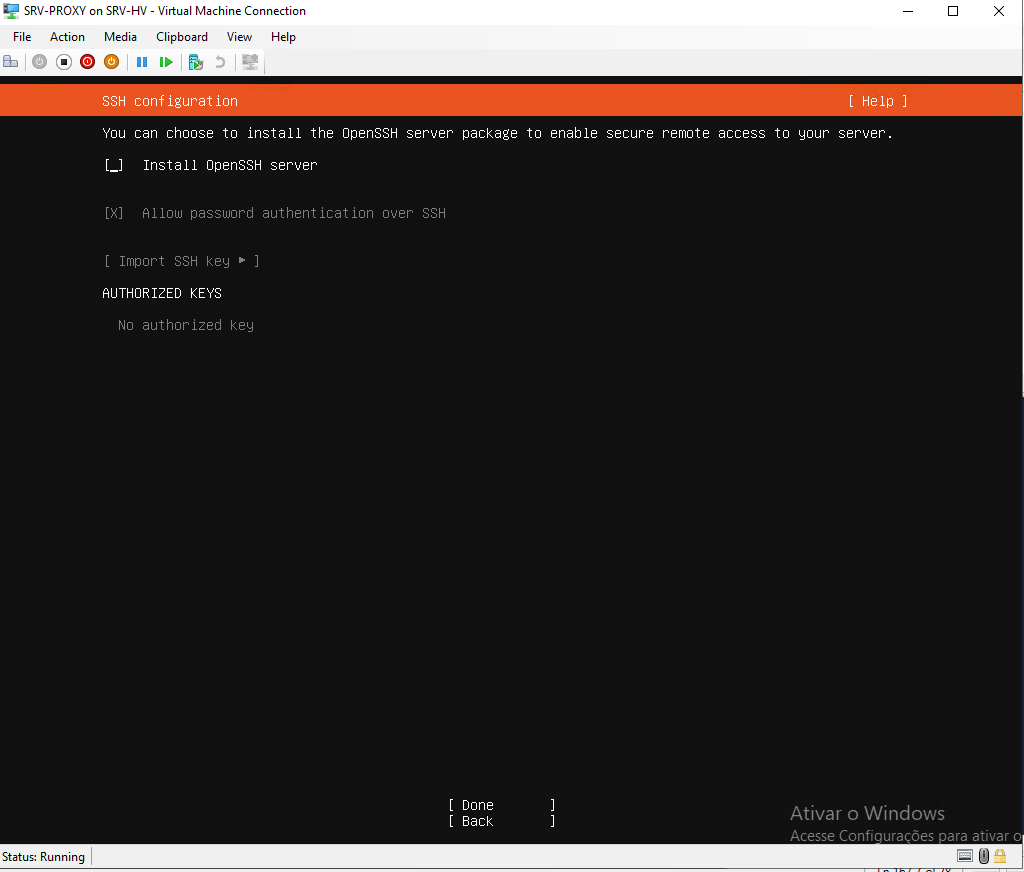 SRV-PROXY on SRV-HV - Virtual Machine Connection
File Action Media Clipboard View Help
SSH configuration [ Help ]
You can choose to install the OpenSSH server package to enable secure remote access to your server.
[_] Install OpenSSH server
[X] Allow password authentication over SSH
[ Import SSH key ▸ ]
AUTHORIZED KEYS
No authorized key
[ Done ]
[ Back ]
Ativar o Windows
Acesse Configurações para ativar o
Status: Running